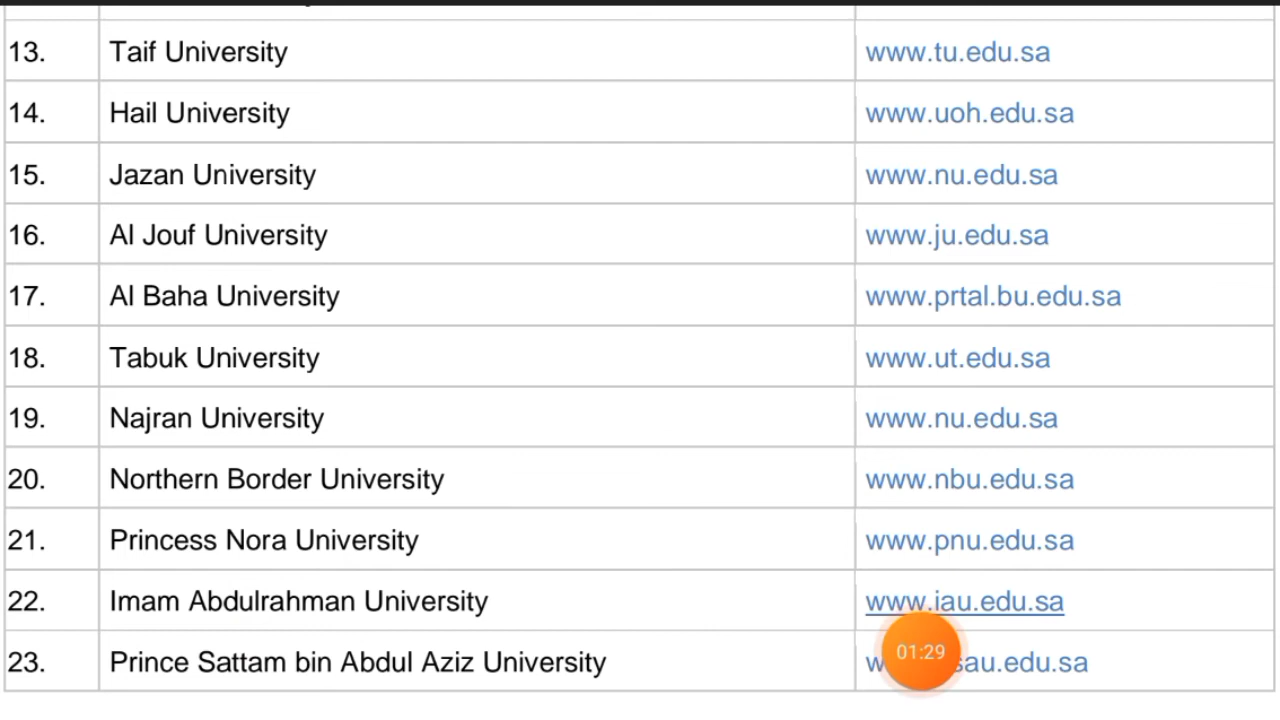 13. Taif University www.tu.edu.sa
14. Hail University www.uoh.edu.sa
15. Jazan University www.nu.edu.sa
16. Al Jouf University www.ju.edu.sa
17. Al Baha University www.prtal.bu.edu.sa
18. Tabuk University www.ut.edu.sa
19. Najran University www.nu.edu.sa
20. Northern Border University www.nbu.edu.sa
21. Princess Nora University www.pnu.edu.sa
22. Imam Abdulrahman University www.iau.edu.sa
23. Prince Sattam bin Abdul Aziz University
01:29